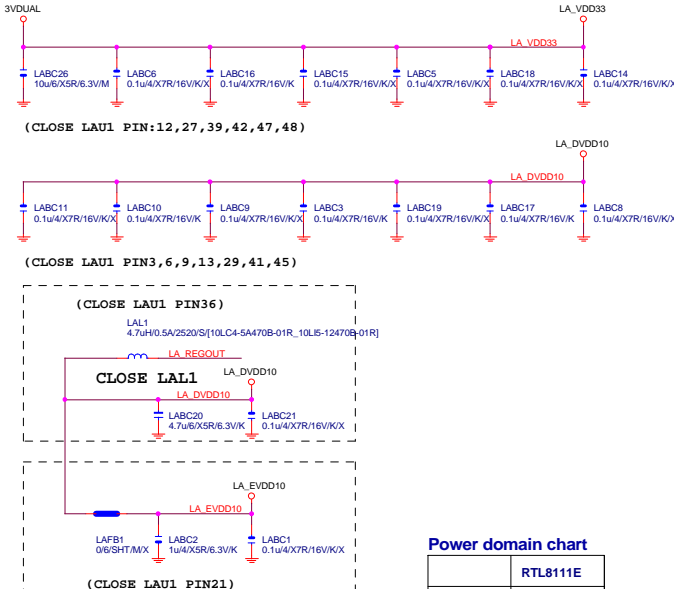 3VDUAL
LA_VDD33
LA_VDD33
LABC26
10u/6/X5R/6.3V/M
LABC6
0.1u/4/X7R/16V/K/X
LABC16
0.1u/4/X7R/16V/K
LABC15
0.1u/4/X7R/16V/K/X
LABC5
0.1u/4/X7R/16V/K/X
LABC18
0.1u/4/X7R/16V/K/X
LABC14
0.1u/4/X7R/16V/K/X
(CLOSE LAU1 PIN:12,27,39,42,47,48)
LA_DVDD10
LA_DVDD10
LABC11
0.1u/4/X7R/16V/K/X
LABC10
0.1u/4/X7R/16V/K
LABC9
0.1u/4/X7R/16V/K/X
LABC3
0.1u/4/X7R/16V/K
LABC19
0.1u/4/X7R/16V/K/X
LABC17
0.1u/4/X7R/16V/K
LABC8
0.1u/4/X7R/16V/K/X
(CLOSE LAU1 PIN3,6,9,13,29,41,45)
(CLOSE LAU1 PIN36)
LAL1
4.7uH/0.5A/2520/S/[10LC4-5A470B-01R_10LI5-12470B-01R]
LA_REGOUT
CLOSE LAL1
LA_DVDD10
LA_DVDD10
LABC20
4.7u/6/X5R/6.3V/K
LABC21
0.1u/4/X7R/16V/K/X
LA_EVDD10
LA_EVDD10
LAFB1
0/6/SHT/M/X
LABC2
1u/4/X5R/6.3V/K
LABC1
0.1u/4/X7R/16V/K/X
(CLOSE LAU1 PIN21)
Power domain chart
RTL8111E